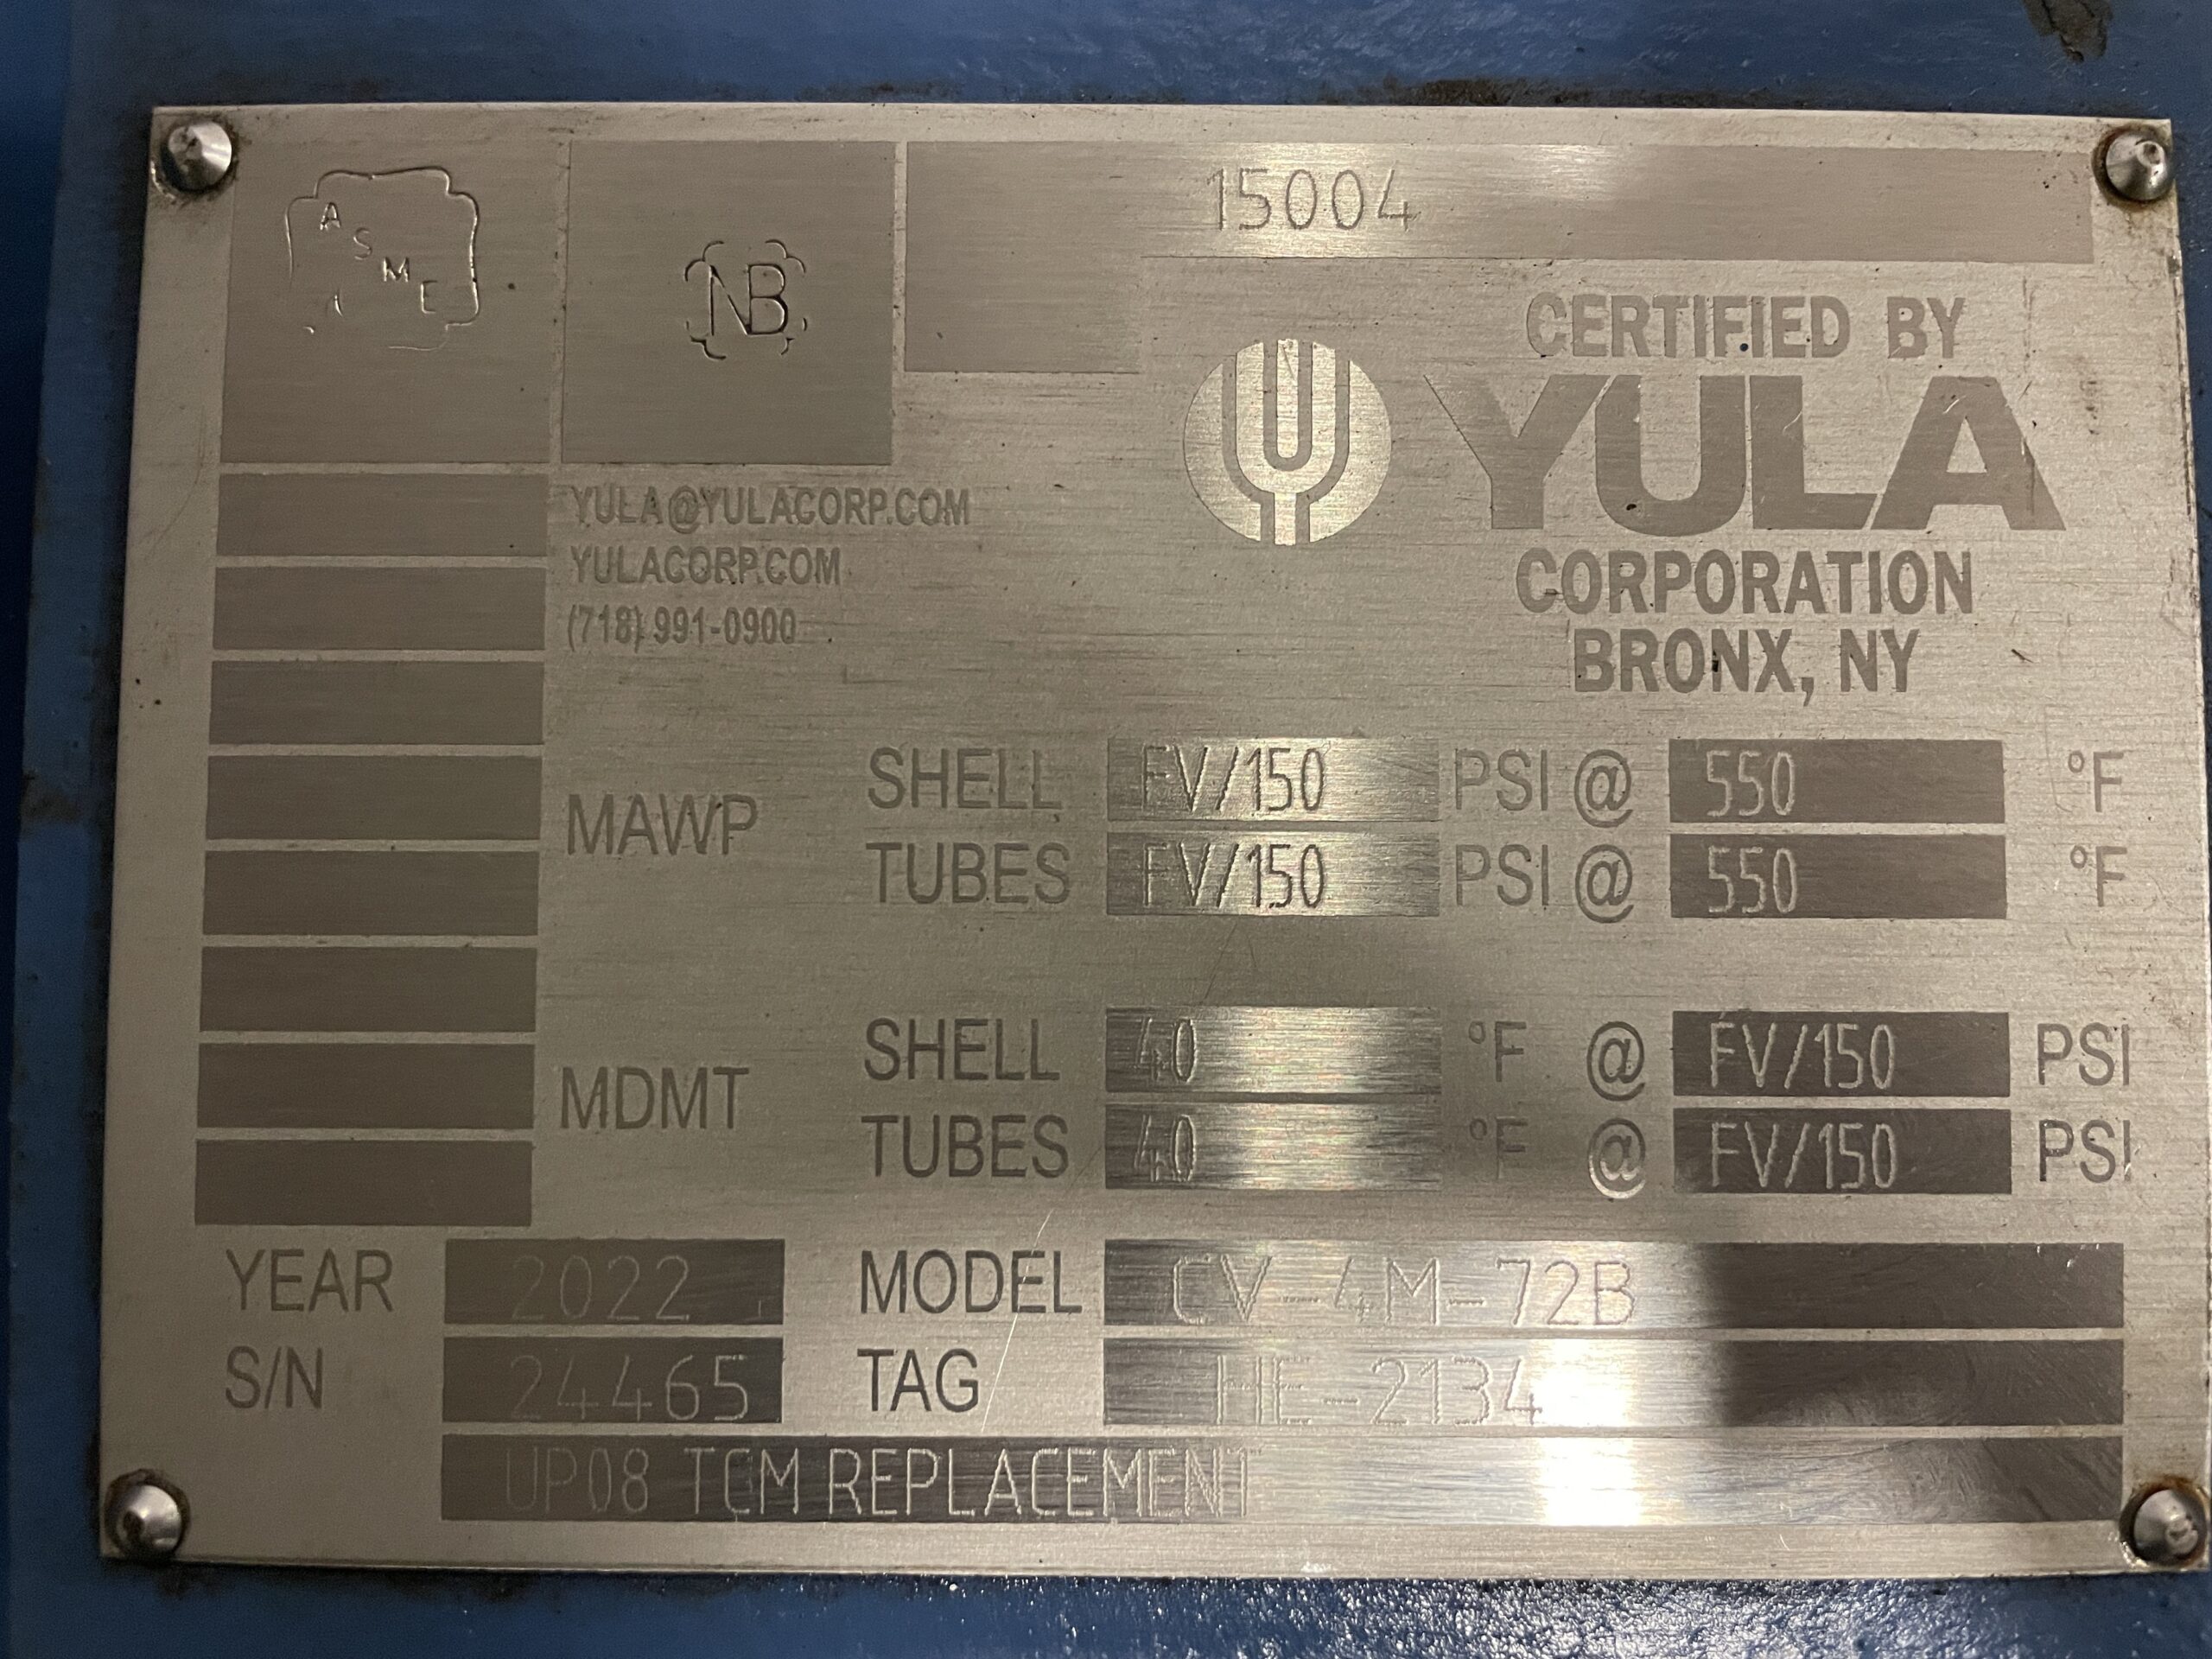 15004
ASME
NB
CERTIFIED BY
YULA
CORPORATION
BRONX, NY
YULA@YULACORP.COM
YULACORP.COM
(718) 991-0900
MAWP
SHELL FV/150 PSI @ 550 °F
TUBES FV/150 PSI @ 550 °F
MDMT
SHELL 40 °F @ FV/150 PSI
TUBES 40 °F @ FV/150 PSI
YEAR 2022 MODEL CV-4M-72B
S/N 24465 TAG HE-2134
UP08 TCM REPLACEMENT